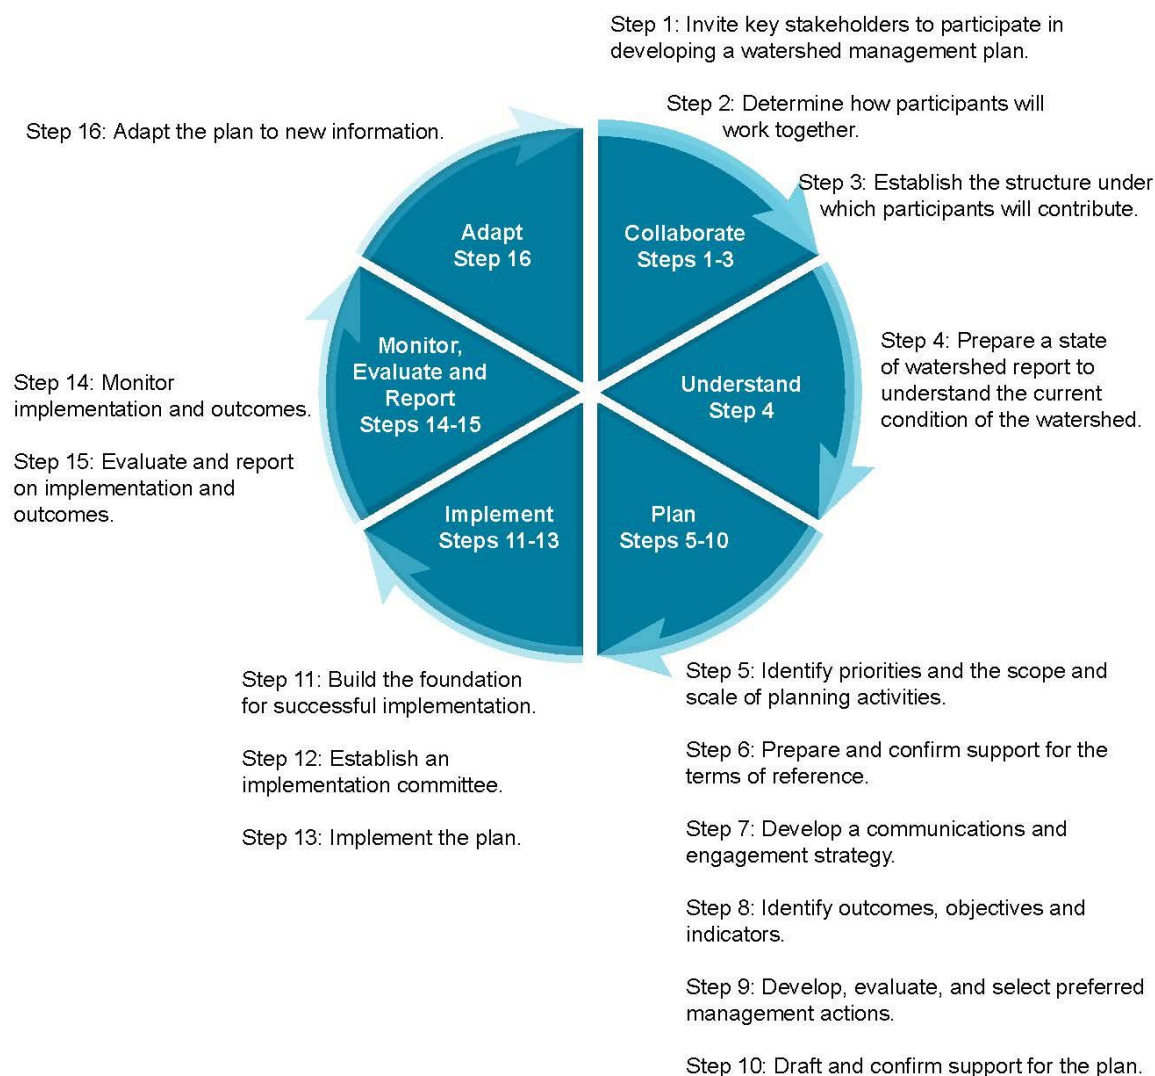 Step 1: Invite key stakeholders to participate in
developing a watershed management plan.
Step 2: Determine how participants will
work together.
Step 3: Establish the structure under
which participants will contribute.
Step 16: Adapt the plan to new information.
Adapt
Step 16
Collaborate
Steps 1-3
Monitor,
Evaluate and
Report
Steps 14-15
Understand
Step 4
Implement
Steps 11-13
Plan
Steps 5-10
Step 4: Prepare a state
of watershed report to
understand the current
condition of the watershed.
Step 14: Monitor
implementation and outcomes.
Step 15: Evaluate and report
on implementation and
outcomes.
Step 5: Identify priorities and the scope and
scale of planning activities.
Step 6: Prepare and confirm support for the
terms of reference.
Step 7: Develop a communications and
engagement strategy.
Step 8: Identify outcomes, objectives and
indicators.
Step 9: Develop, evaluate, and select preferred
management actions.
Step 10: Draft and confirm support for the plan.
Step 11: Build the foundation
for successful implementation.
Step 12: Establish an
implementation committee.
Step 13: Implement the plan.